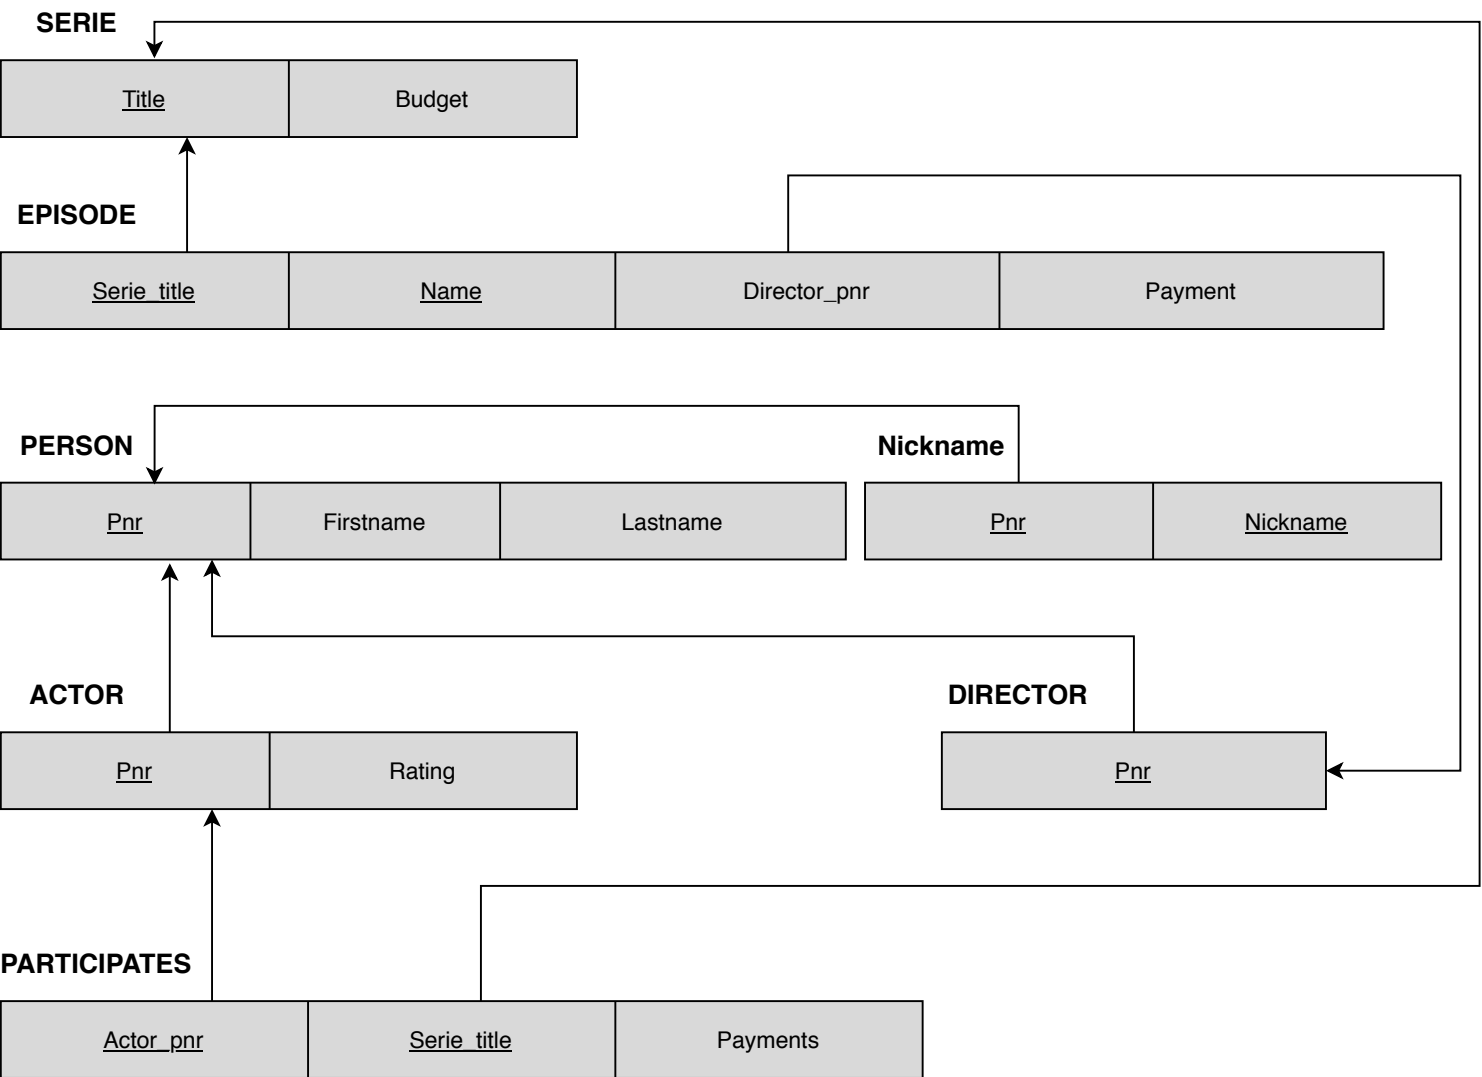 SERIE
Title Budget
EPISODE
Serie_title Name Director_pnr Payment
PERSON Nickname
Pnr Firstname Lastname Pnr Nickname
ACTOR DIRECTOR
Pnr Rating Pnr
PARTICIPATES
Actor_pnr Serie_title Payments